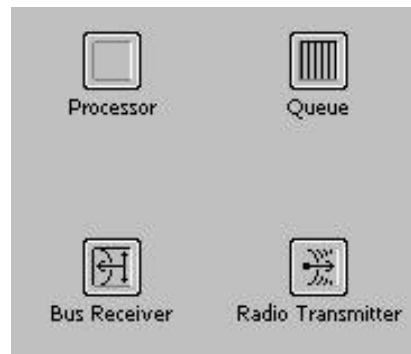 Processor
Queue
Bus Receiver
Radio Transmitter